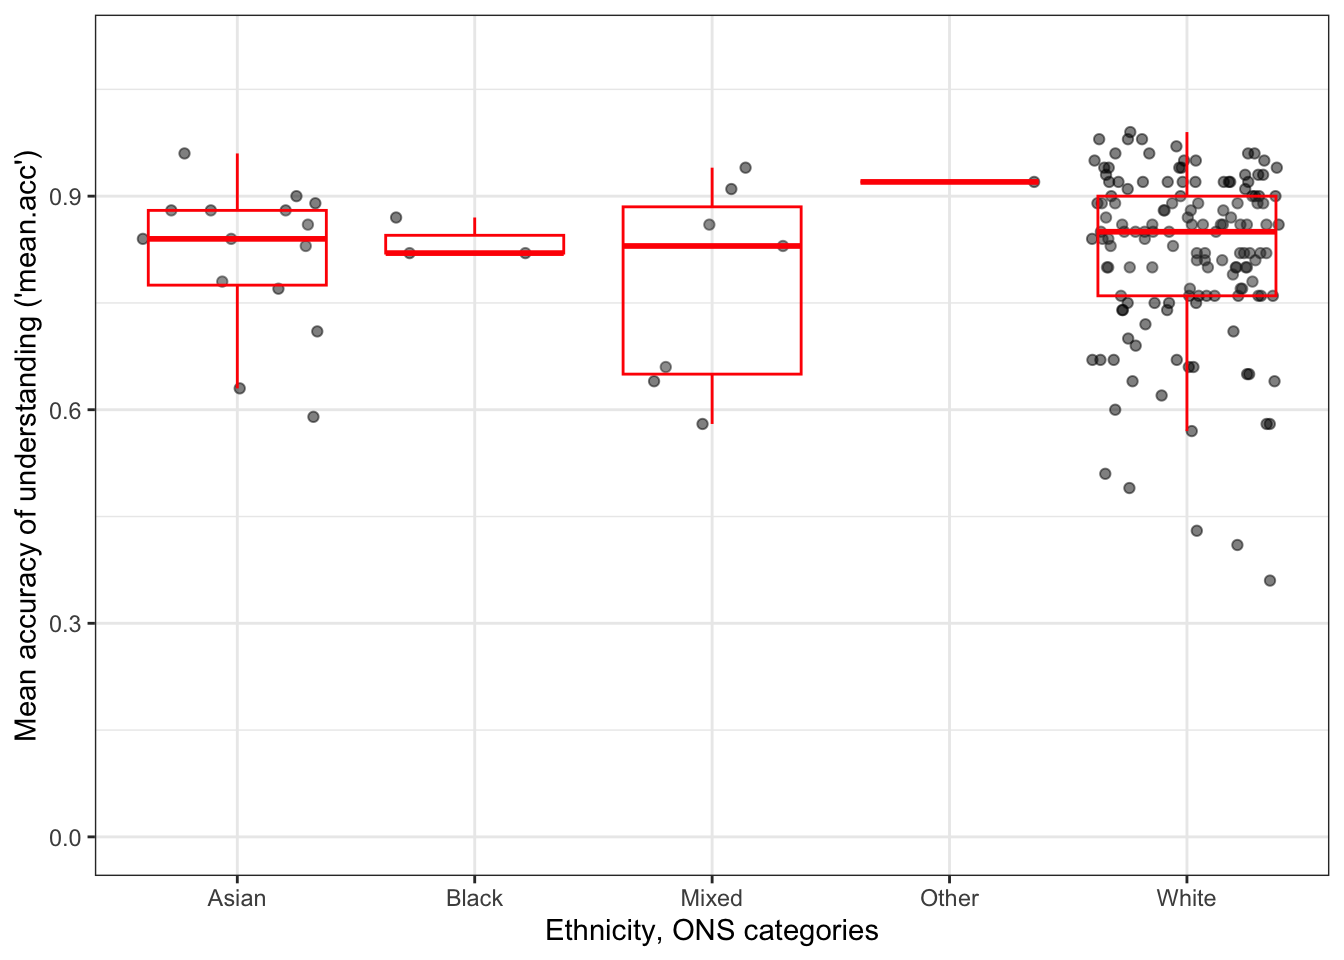 Mean accuracy of understanding ('mean.acc')
0.9
0.6
0.3
0.0
Asian Black Mixed Other White
Ethnicity, ONS categories